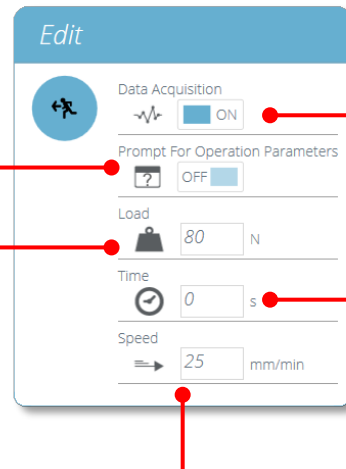 Edit
Data Acquisition
ON
Prompt For Operation Parameters
? OFF
Load
80 N
Time
0 s
Speed
25 mm/min